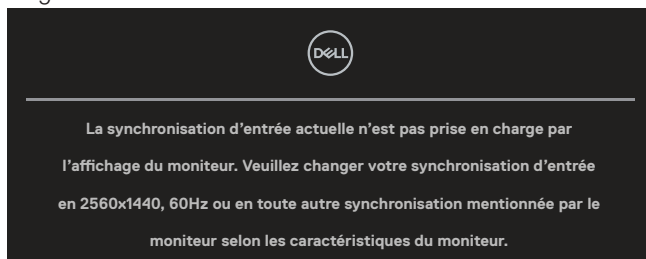 DELL
La synchronisation d'entrée actuelle n'est pas prise en charge par
l'affichage du moniteur. Veuillez changer votre synchronisation d'entrée
en 2560x1440, 60Hz ou en toute autre synchronisation mentionnée par le
moniteur selon les caractéristiques du moniteur.